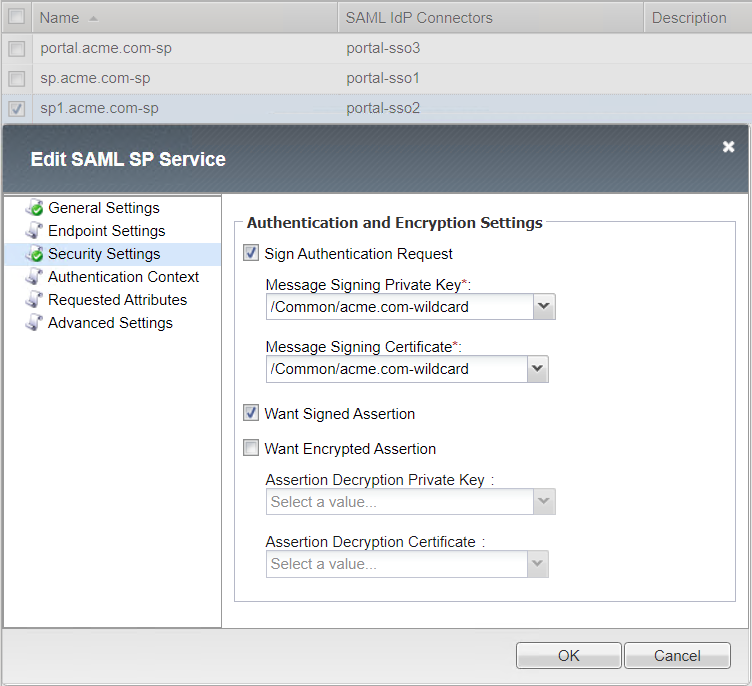 Name SAML IdP Connectors Description
portal.acme.com-sp portal-sso3
sp.acme.com-sp portal-sso1
sp1.acme.com-sp portal-sso2
Edit SAML SP Service
General Settings
Endpoint Settings
Security Settings
Authentication Context
Requested Attributes
Advanced Settings
Authentication and Encryption Settings
Sign Authentication Request
Message Signing Private Key*:
/Common/acme.com-wildcard
Message Signing Certificate*:
/Common/acme.com-wildcard
Want Signed Assertion
Want Encrypted Assertion
Assertion Decryption Private Key :
Select a value...
Assertion Decryption Certificate :
Select a value...
OK Cancel